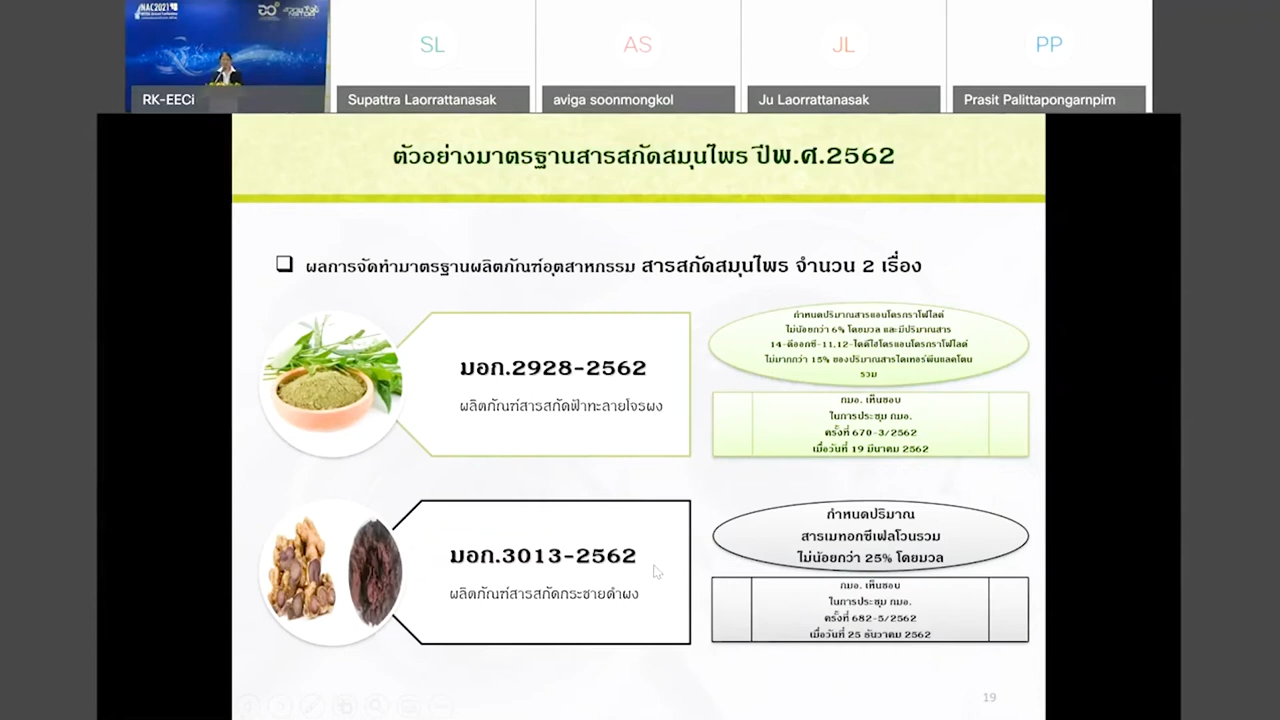 NAC2021
SL
AS
JL
PP
RK-EECi
Supattra Laorrattanasak
aviga soonmongkol
Ju Laorrattanasak
Prasit Palittapongarnpim
ตัวอย่างมาตรฐานสารสกัดสมุนไพร ปีพ.ศ.2562
ผลการจัดทำมาตรฐานผลิตภัณฑ์อุตสาหกรรม สารสกัดสมุนไพร จำนวน 2 เรื่อง
มอก.2928-2562
ผลิตภัณฑ์สารสกัดฟ้าทะลายโจรผง
กำหนดปริมาณสารแอนโดรกราโฟไลด์
ไม่น้อยกว่า 6% โดยมวล และมีปริมาณสาร
14-ดีออกซี-11,12-ไดดีไฮโดรแอนโดรกราโฟไลด์
ไม่มากกว่า 15% ของปริมาณสารไดเทอร์พีนแลคโตน
รวม
กมอ. เห็นชอบ
ในการประชุม กมอ.
ครั้งที่ 670-3/2562
เมื่อวันที่ 19 มีนาคม 2562
มอก.3013-2562
ผลิตภัณฑ์สารสกัดกระชายดำผง
กำหนดปริมาณ
สารเมทอกซีเฟลโวนรวม
ไม่น้อยกว่า 25% โดยมวล
กมอ. เห็นชอบ
ในการประชุม กมอ.
ครั้งที่ 682-5/2562
เมื่อวันที่ 25 ธันวาคม 2562
19